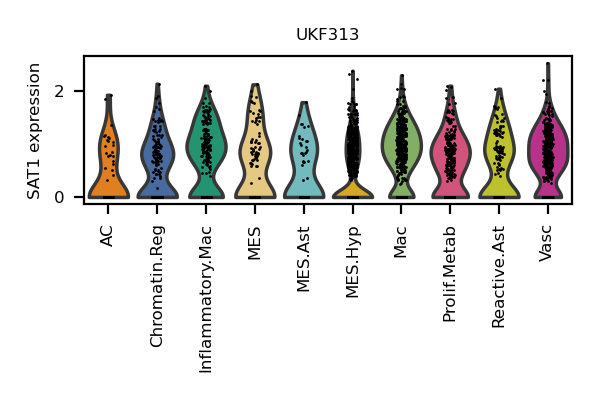 UKF313
SAT1 expression
2
0
AC
Chromatin.Reg
Inflammatory.Mac
MES
MES.Ast
MES.Hyp
Mac
Prolif.Metab
Reactive.Ast
Vasc